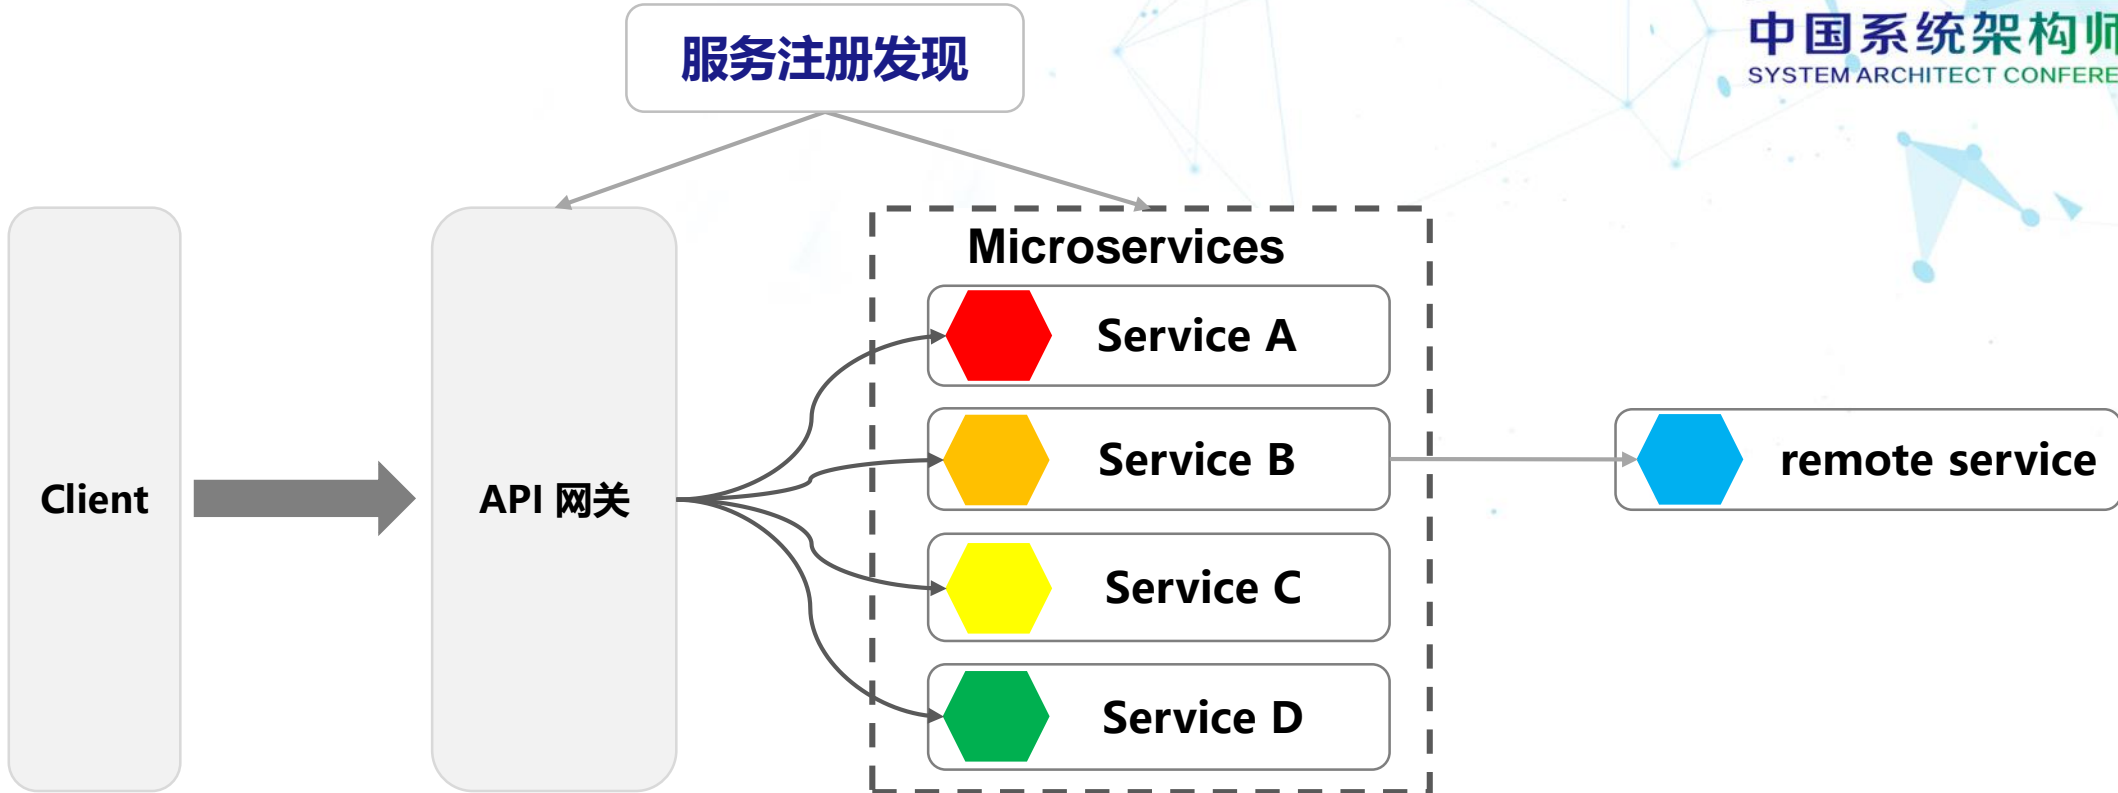 中国系统架构师
SYSTEM ARCHITECT CONFERE
服务注册发现
Microservices
Service A
Service B
remote service
Client
API 网关
Service C
Service D